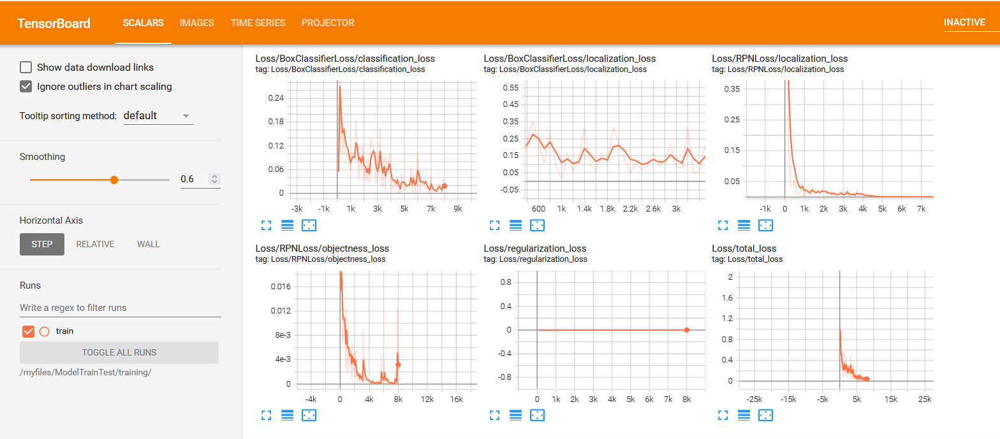 TensorBoard SCALARS IMAGES TIME SERIES PROJECTOR INACTIVE
Show data download links
Ignore outliers in chart scaling
Tooltip sorting method: default
Smoothing
0.6
Horizontal Axis
STEP RELATIVE WALL
Runs
Write a regex to filter runs
train
TOGGLE ALL RUNS
/myfiles/ModelTrainTest/training/
Loss/BoxClassifierLoss/classification_loss
tag: Loss/BoxClassifierLoss/classification_loss
0.24
0.18
0.12
0.06
0
-3k -1k 1k 3k 5k 7k 9k
Loss/BoxClassifierLoss/localization_loss
tag: Loss/BoxClassifierLoss/localization_loss
0.55
0.45
0.35
0.25
0.15
0.05
-0.05
600 1k 1.4k 1.8k 2.2k 2.6k 3k
Loss/RPNLoss/localization_loss
tag: Loss/RPNLoss/localization_loss
0.35
0.25
0.15
0.05
-1k 0 1k 2k 3k 4k 5k 6k 7k
Loss/RPNLoss/objectness_loss
tag: Loss/RPNLoss/objectness_loss
0.016
0.012
8e-3
4e-3
0
-4k 0 4k 8k 12k 16k
Loss/regularization_loss
tag: Loss/regularization_loss
0.8
0.4
0
-0.4
-0.8
0 1k 2k 3k 4k 5k 6k 7k 8k
Loss/total_loss
tag: Loss/total_loss
2
1.6
1.2
0.8
0.4
0
-25k -15k -5k 5k 15k 25k